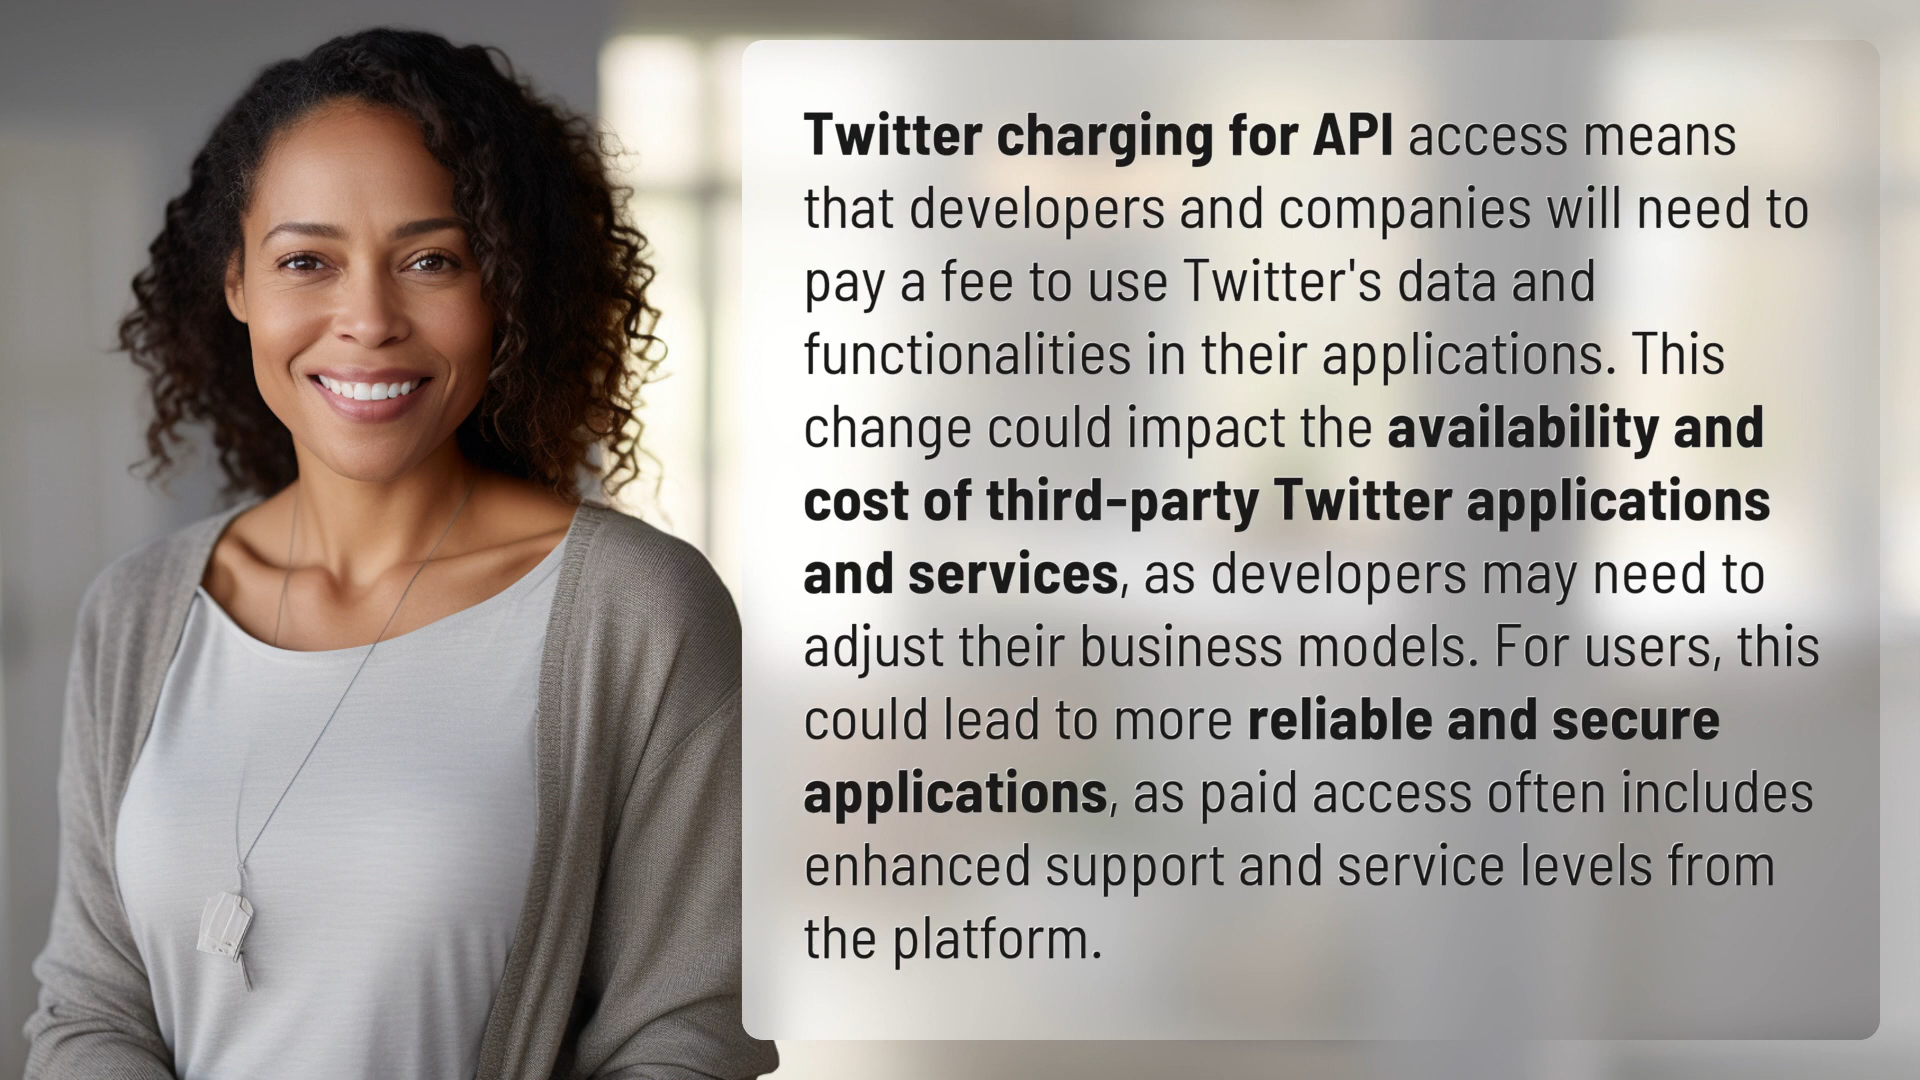 Twitter charging for API access means
that developers and companies will need to
pay a fee to use Twitter's data and
functionalities in their applications. This
change could impact the availability and
cost of third-party Twitter applications
and services, as developers may need to
adjust their business models. For users, this
could lead to more reliable and secure
applications, as paid access often includes
enhanced support and service levels from
the platform.